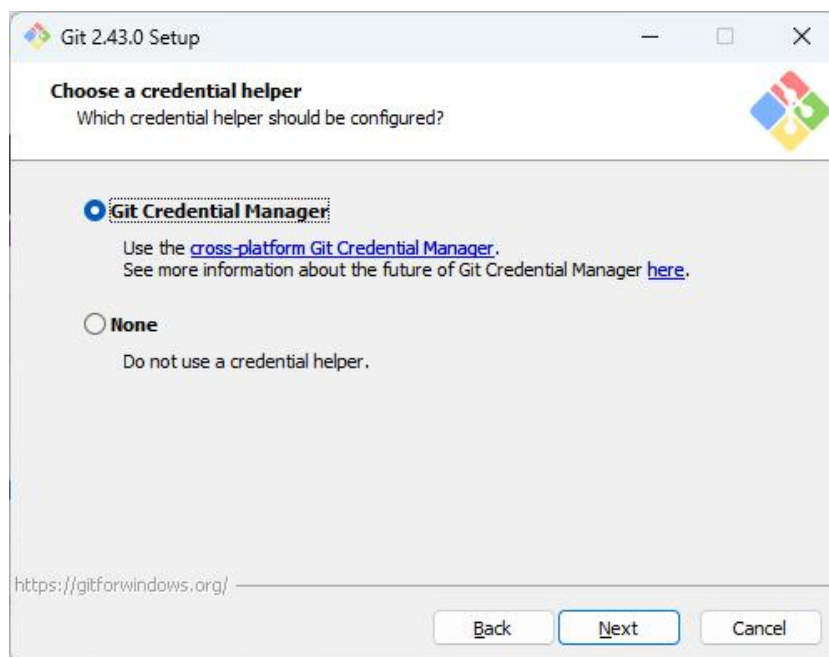 Git 2.43.0 Setup
Choose a credential helper
Which credential helper should be configured?
Git Credential Manager
Use the cross-platform Git Credential Manager.
See more information about the future of Git Credential Manager here.
None
Do not use a credential helper.
https://gitforwindows.org/
Back Next Cancel